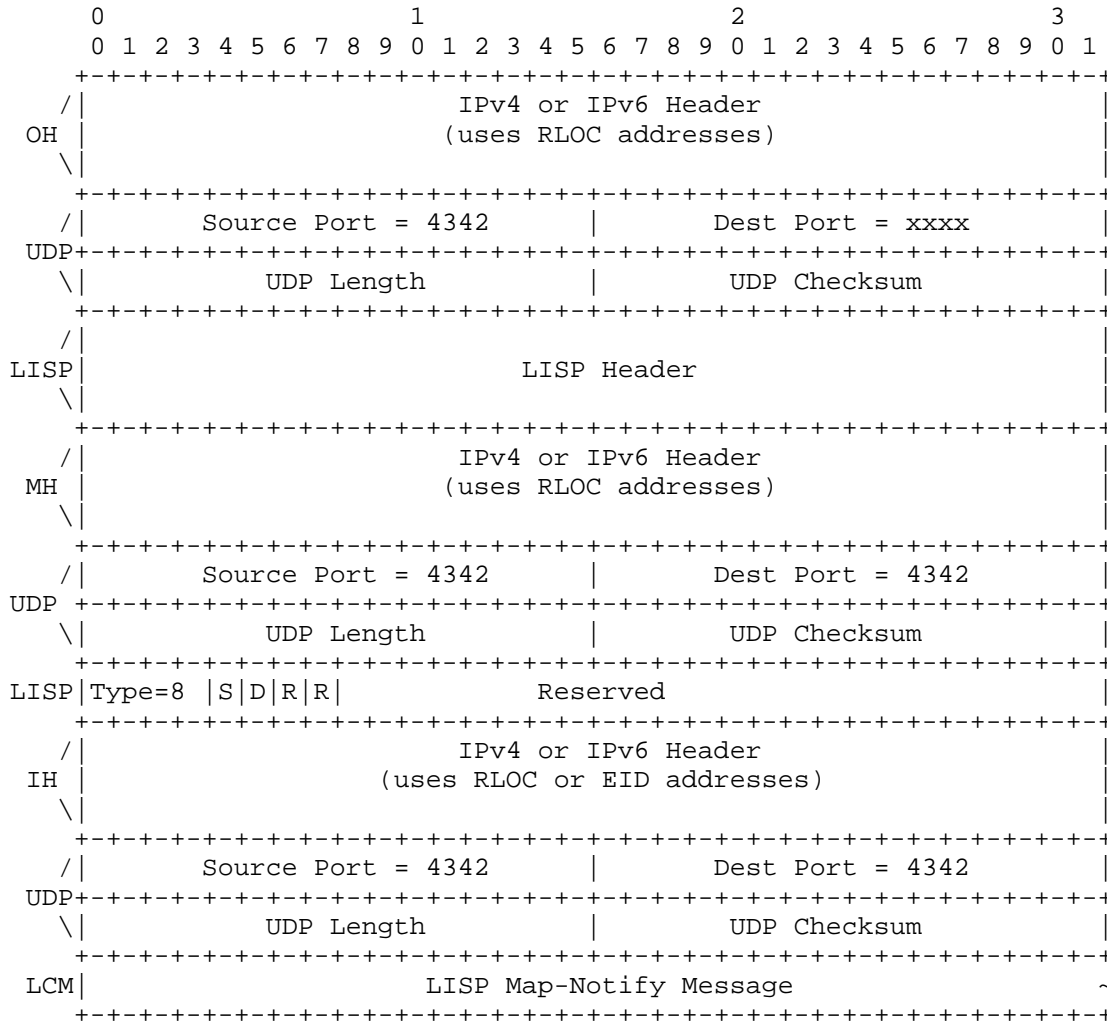 0                   1                   2                   3
0 1 2 3 4 5 6 7 8 9 0 1 2 3 4 5 6 7 8 9 0 1 2 3 4 5 6 7 8 9 0 1
+-+-+-+-+-+-+-+-+-+-+-+-+-+-+-+-+-+-+-+-+-+-+-+-+-+-+-+-+-+-+-+-+
/| IPv4 or IPv6 Header |
OH | (uses RLOC addresses) |
\| |
+-+-+-+-+-+-+-+-+-+-+-+-+-+-+-+-+-+-+-+-+-+-+-+-+-+-+-+-+-+-+-+-+
/| Source Port = 4342 | Dest Port = xxxx |
UDP+-+-+-+-+-+-+-+-+-+-+-+-+-+-+-+-+-+-+-+-+-+-+-+-+-+-+-+-+-+-+-+-+
\| UDP Length | UDP Checksum |
+-+-+-+-+-+-+-+-+-+-+-+-+-+-+-+-+-+-+-+-+-+-+-+-+-+-+-+-+-+-+-+-+
/| |
LISP| LISP Header |
\| |
+-+-+-+-+-+-+-+-+-+-+-+-+-+-+-+-+-+-+-+-+-+-+-+-+-+-+-+-+-+-+-+-+
/| IPv4 or IPv6 Header |
MH | (uses RLOC addresses) |
\| |
+-+-+-+-+-+-+-+-+-+-+-+-+-+-+-+-+-+-+-+-+-+-+-+-+-+-+-+-+-+-+-+-+
/| Source Port = 4342 | Dest Port = 4342 |
UDP +-+-+-+-+-+-+-+-+-+-+-+-+-+-+-+-+-+-+-+-+-+-+-+-+-+-+-+-+-+-+-+-+
\| UDP Length | UDP Checksum |
+-+-+-+-+-+-+-+-+-+-+-+-+-+-+-+-+-+-+-+-+-+-+-+-+-+-+-+-+-+-+-+-+
LISP|Type=8 |S|D|R|R| Reserved |
+-+-+-+-+-+-+-+-+-+-+-+-+-+-+-+-+-+-+-+-+-+-+-+-+-+-+-+-+-+-+-+-+
/| IPv4 or IPv6 Header |
IH | (uses RLOC or EID addresses) |
\| |
+-+-+-+-+-+-+-+-+-+-+-+-+-+-+-+-+-+-+-+-+-+-+-+-+-+-+-+-+-+-+-+-+
/| Source Port = 4342 | Dest Port = 4342 |
UDP+-+-+-+-+-+-+-+-+-+-+-+-+-+-+-+-+-+-+-+-+-+-+-+-+-+-+-+-+-+-+-+-+
\| UDP Length | UDP Checksum |
+-+-+-+-+-+-+-+-+-+-+-+-+-+-+-+-+-+-+-+-+-+-+-+-+-+-+-+-+-+-+-+-+
LCM| LISP Map-Notify Message ~
+-+-+-+-+-+-+-+-+-+-+-+-+-+-+-+-+-+-+-+-+-+-+-+-+-+-+-+-+-+-+-+-+